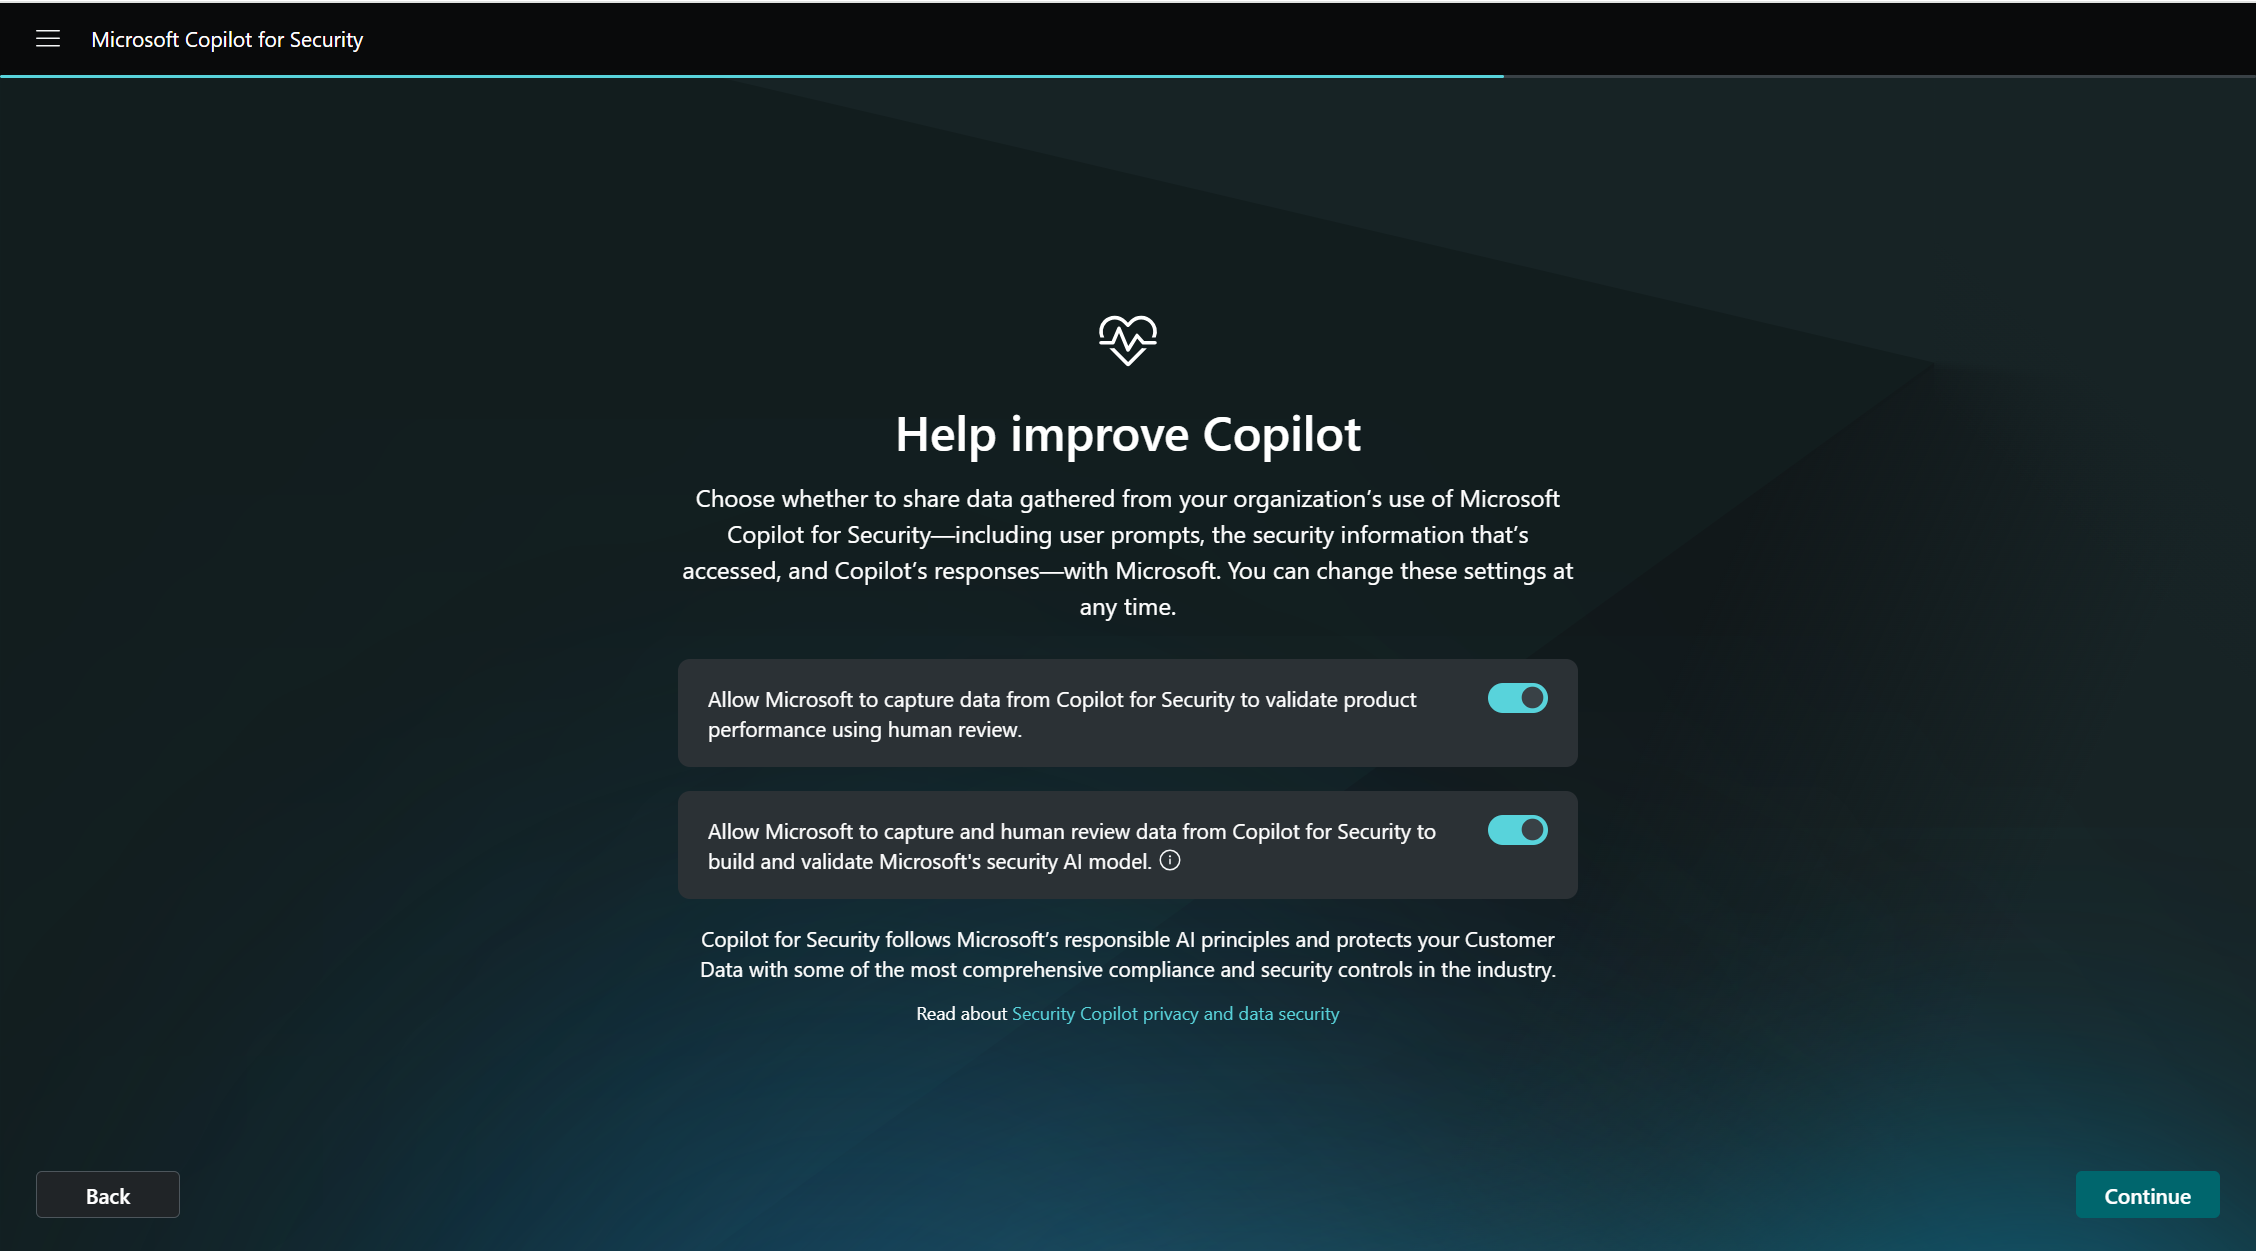 Microsoft Copilot for Security
Help improve Copilot
Choose whether to share data gathered from your organization’s use of Microsoft
Copilot for Security—including user prompts, the security information that’s
accessed, and Copilot’s responses—with Microsoft. You can change these settings at
any time.
Allow Microsoft to capture data from Copilot for Security to validate product
performance using human review.
Allow Microsoft to capture and human review data from Copilot for Security to
build and validate Microsoft's security AI model.
Copilot for Security follows Microsoft’s responsible AI principles and protects your Customer
Data with some of the most comprehensive compliance and security controls in the industry.
Read about Security Copilot privacy and data security
Back
Continue